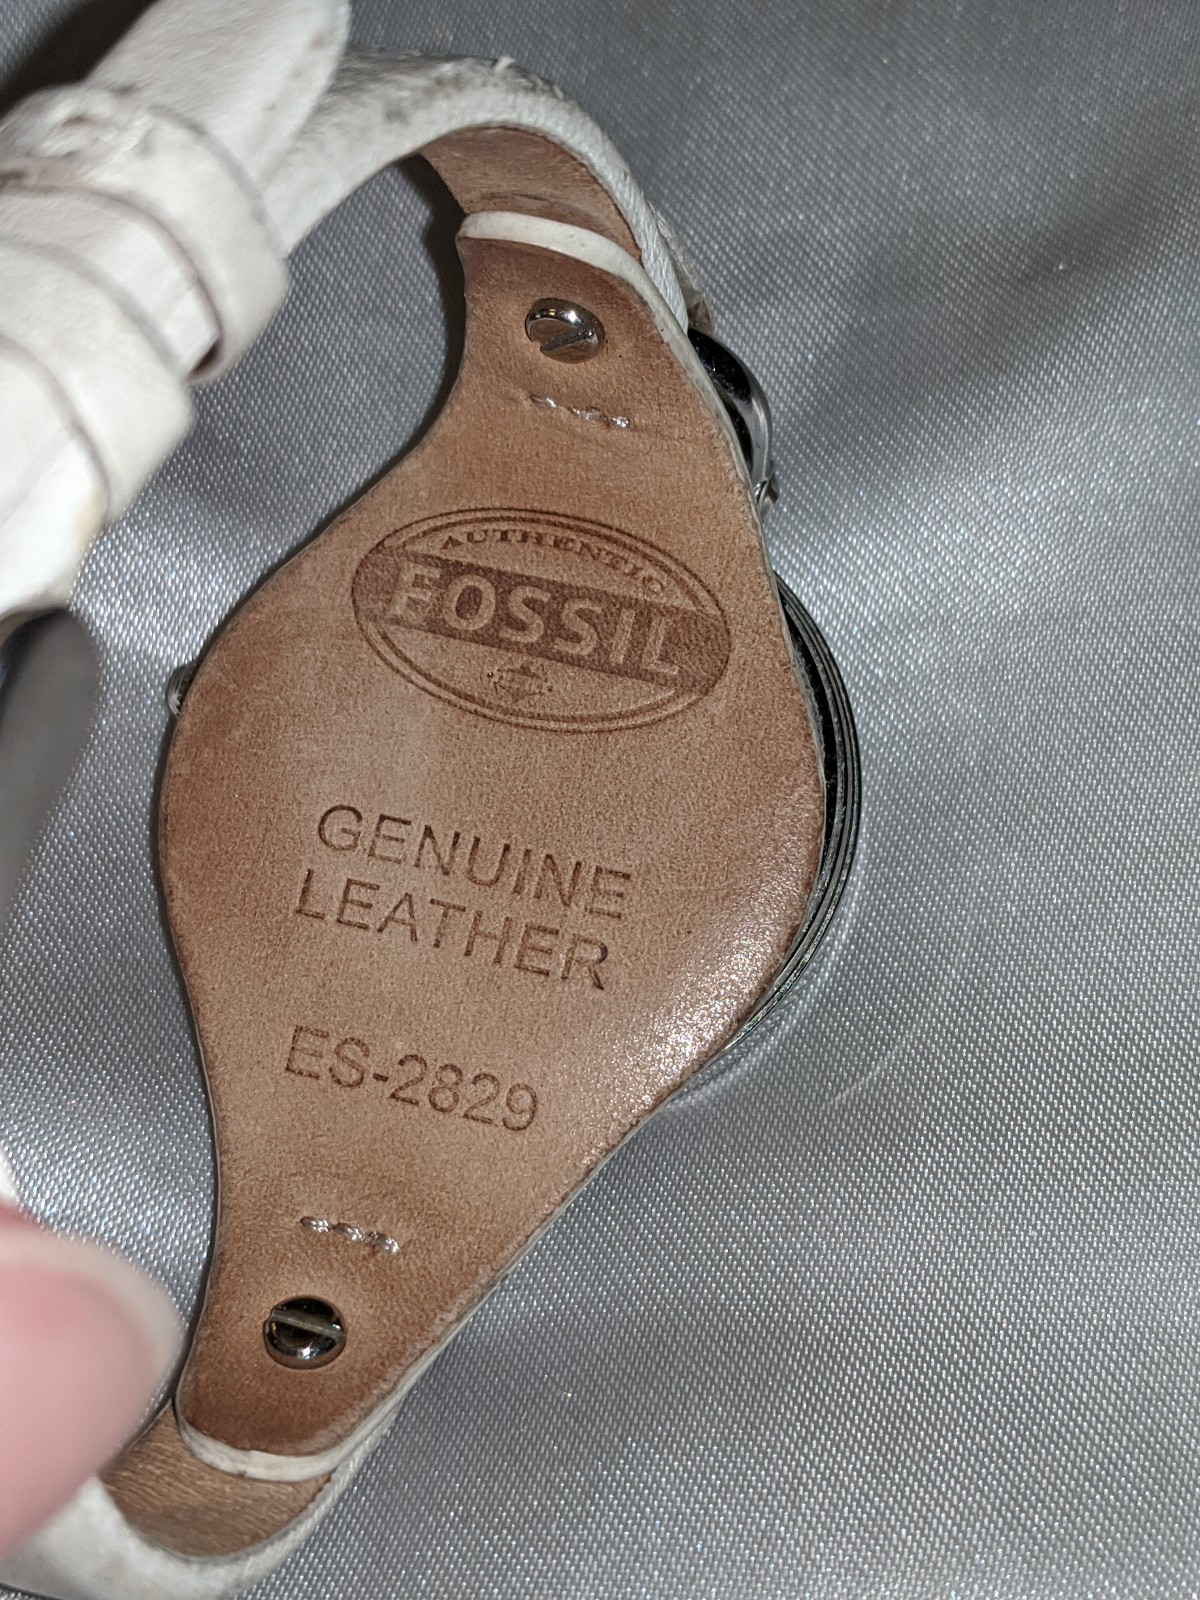 AUTHENTIC
FOSSIL
GENUINE
LEATHER
ES-2829